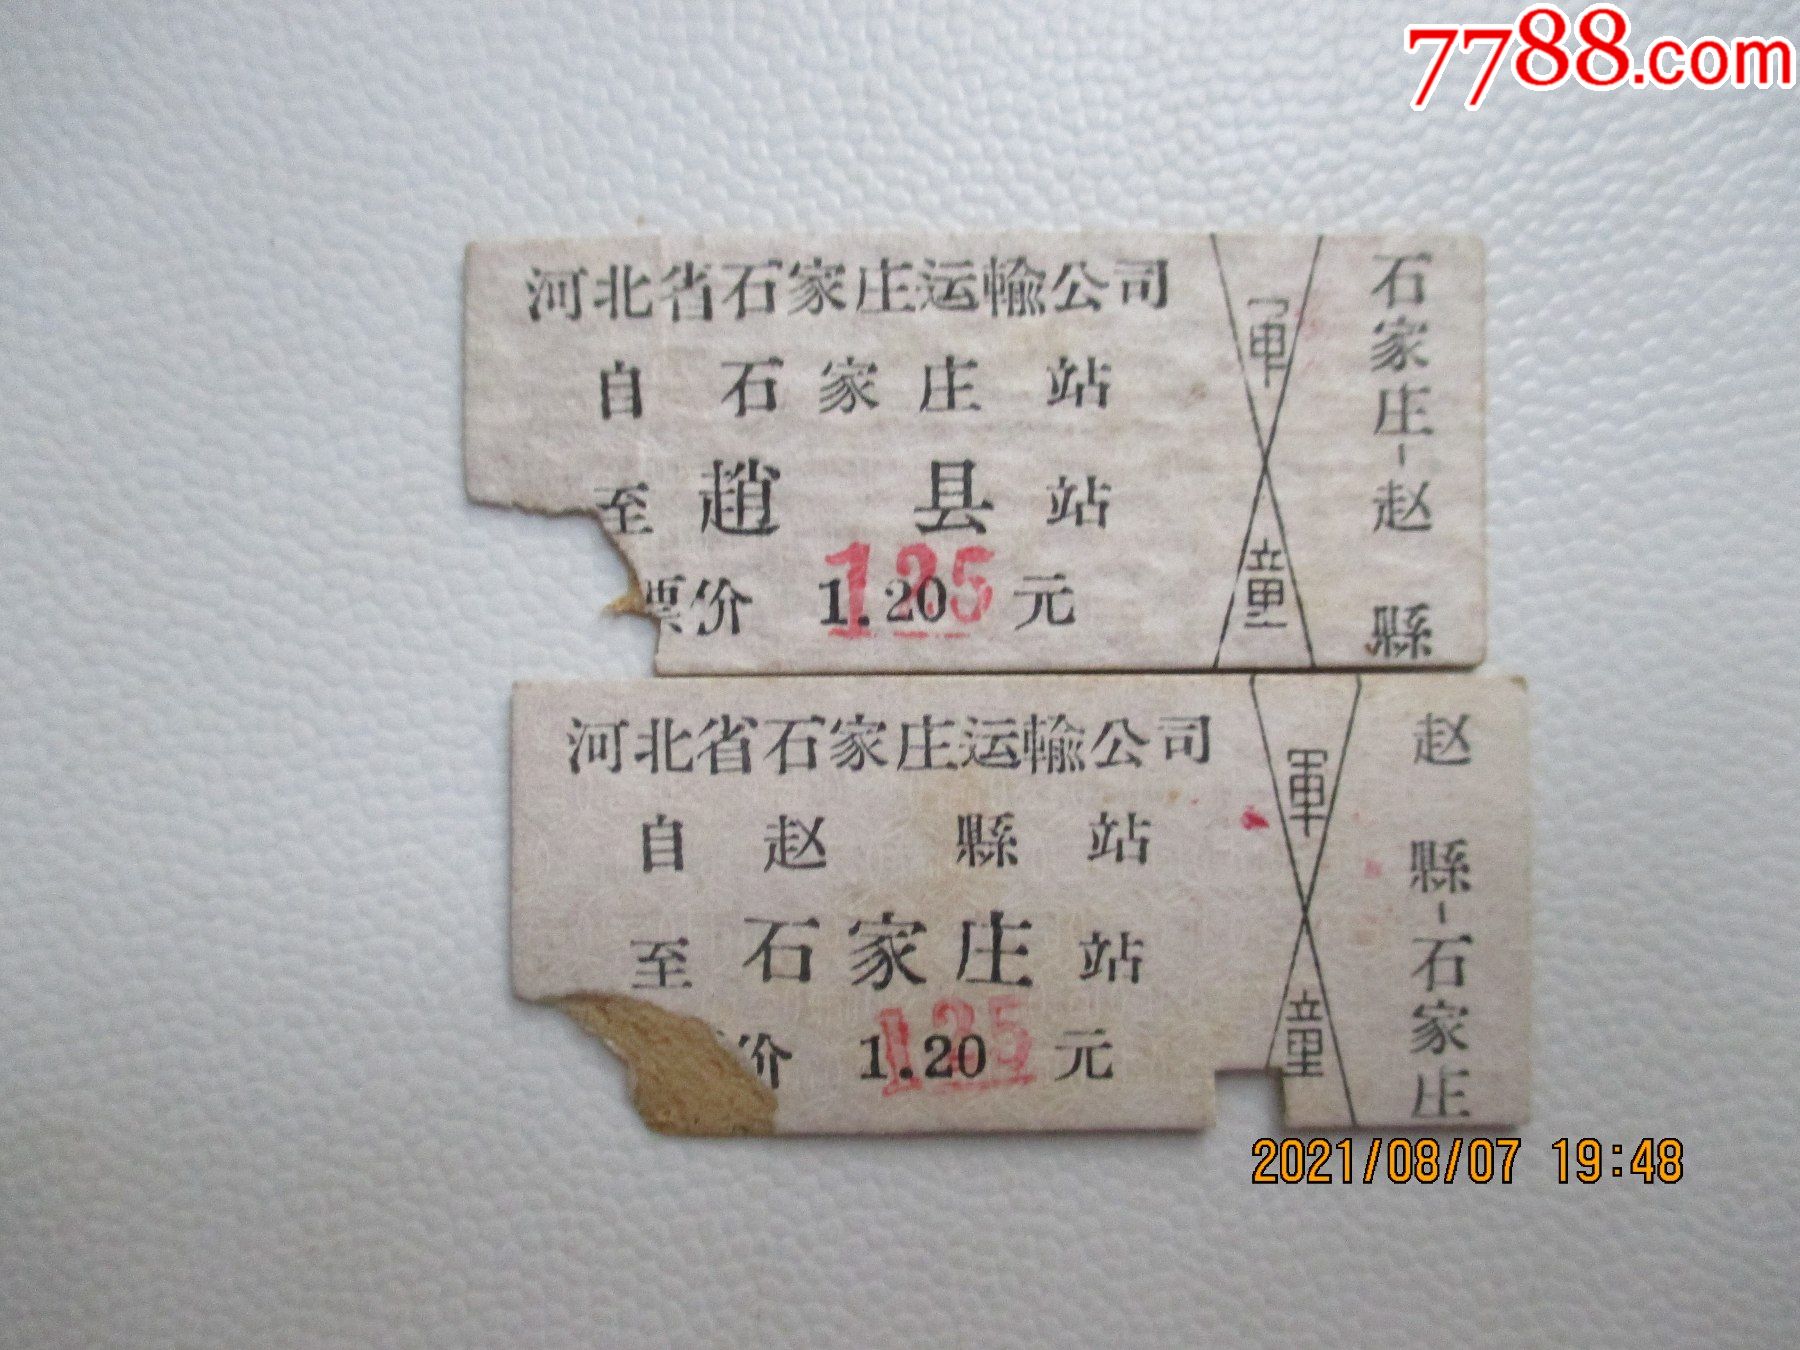 7788.com
河北省石家庄运輸公司
自 石家庄 站
至 趙 县 站
票价 1.20 元
125
軍
童
石家庄-赵 縣
河北省石家庄运輸公司
自 赵 縣 站
至 石家庄 站
价 1.20 元
125
軍
童
赵 縣-石家庄
2021/08/07 19:48